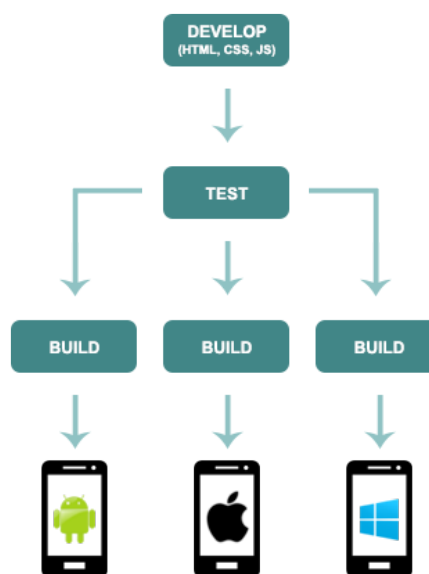 DEVELOP
(HTML, CSS, JS)
TEST
BUILD
BUILD
BUILD